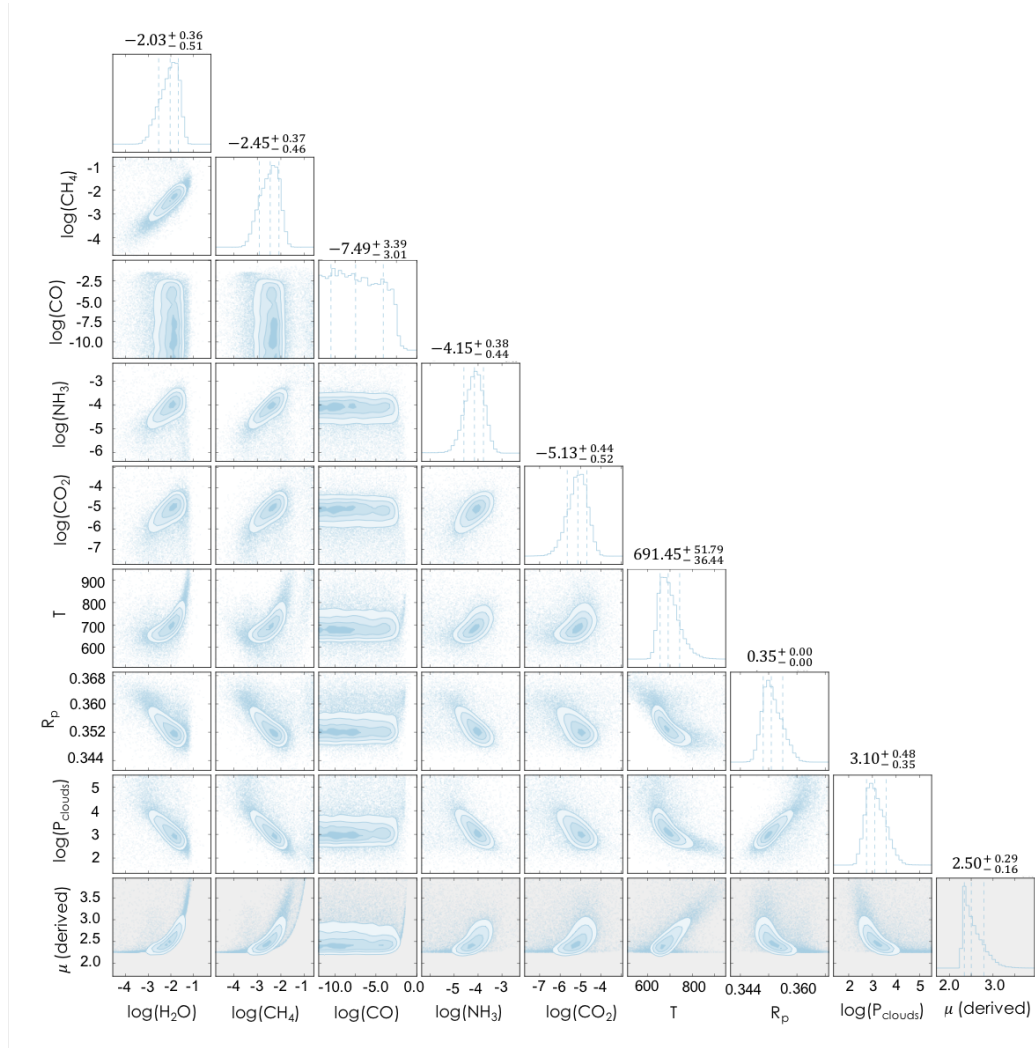 −2.03 +0.36 −0.51
−2.45 +0.37 −0.46
log(CH4) -1 -2 -3 -4
−7.49 +3.39 −3.01
log(CO) -2.5 -5.0 -7.5 -10.0
−4.15 +0.38 −0.44
log(NH3) -3 -4 -5 -6
−5.13 +0.44 −0.52
log(CO2) -4 -5 -6 -7
691.45 +51.79 −36.44
T 900 800 700 600
0.35 +0.00 −0.00
Rp 0.368 0.360 0.352 0.344
3.10 +0.48 −0.35
log(Pclouds) 5 4 3 2
2.50 +0.29 −0.16
μ (derived) 3.5 3.0 2.5 2.0
-4 -3 -2 -1 -4 -3 -2 -1 -10.0 -5.0 0.0 -5 -4 -3 -7 -6 -5 -4 600 800 0.344 0.360 2 3 4 5 2.0 3.0
log(H2O) log(CH4) log(CO) log(NH3) log(CO2) T Rp log(Pclouds) μ (derived)